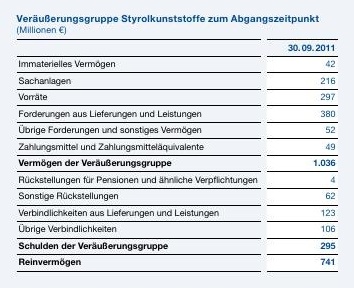 Veräußerungsgruppe Styrolkunststoffe zum Abgangszeitpunkt
(Millionen €)
30.09.2011
Immaterielles Vermögen 42
Sachanlagen 216
Vorräte 297
Forderungen aus Lieferungen und Leistungen 380
Übrige Forderungen und sonstiges Vermögen 52
Zahlungsmittel und Zahlungsmitteläquivalente 49
Vermögen der Veräußerungsgruppe 1.036
Rückstellungen für Pensionen und ähnliche Verpflichtungen 4
Sonstige Rückstellungen 62
Verbindlichkeiten aus Lieferungen und Leistungen 123
Übrige Verbindlichkeiten 106
Schulden der Veräußerungsgruppe 295
Reinvermögen 741